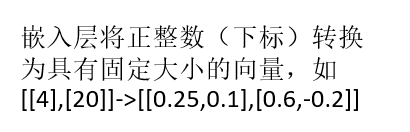 嵌入层将正整数（下标）转换
为具有固定大小的向量，如
[[4],[20]]->[[0.25,0.1],[0.6,-0.2]]